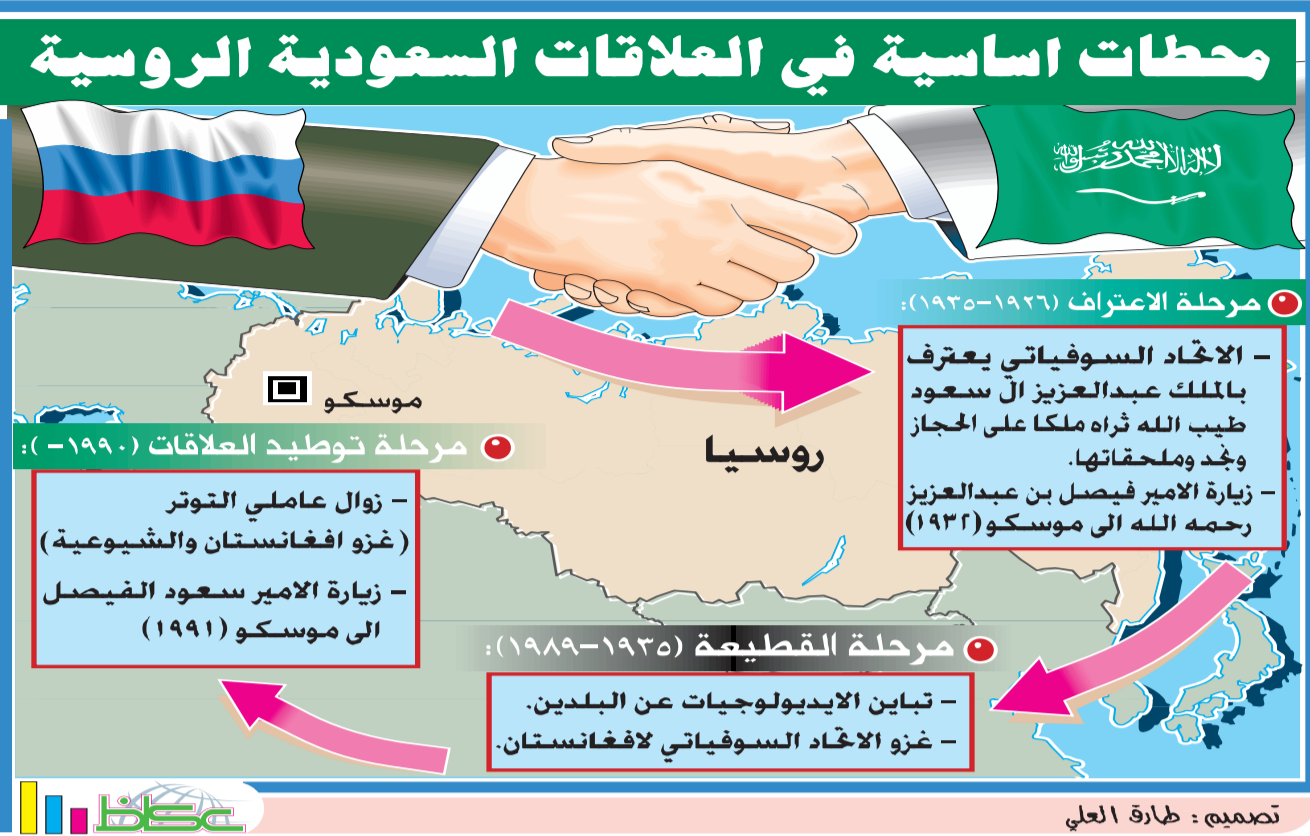 محطات اساسية في العلاقات السعودية الروسية
لا إله إلا الله محمد رسول الله
مرحلة الاعتراف (١٩٢٦-١٩٣٥):
- الاتحاد السوفياتي يعترف
بالملك عبدالعزيز آل سعود
طيب الله ثراه ملكا على الحجاز
ونجد وملحقاتها.
- زيارة الامير فيصل بن عبدالعزيز
رحمه الله الى موسكو (١٩٣٢)
موسكو
روسيا
مرحلة القطيعة (١٩٣٥-١٩٨٩):
- تباين الايديولوجيات عن البلدين.
- غزو الاتحاد السوفياتي لافغانستان.
مرحلة توطيد العلاقات (١٩٩٠- ):
- زوال عاملي التوتر
(غزو افغانستان والشيوعية)
- زيارة الامير سعود الفيصل
الى موسكو (١٩٩١)
عكاظ
تصميم : طارق العلي